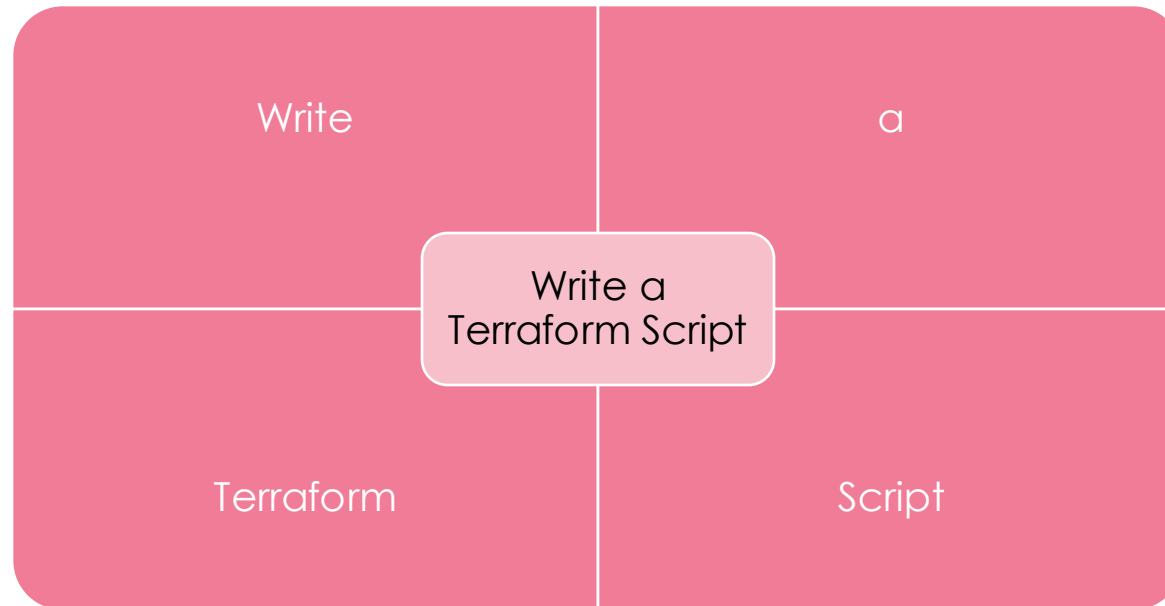 Write
a
Write a
Terraform Script
Terraform
Script